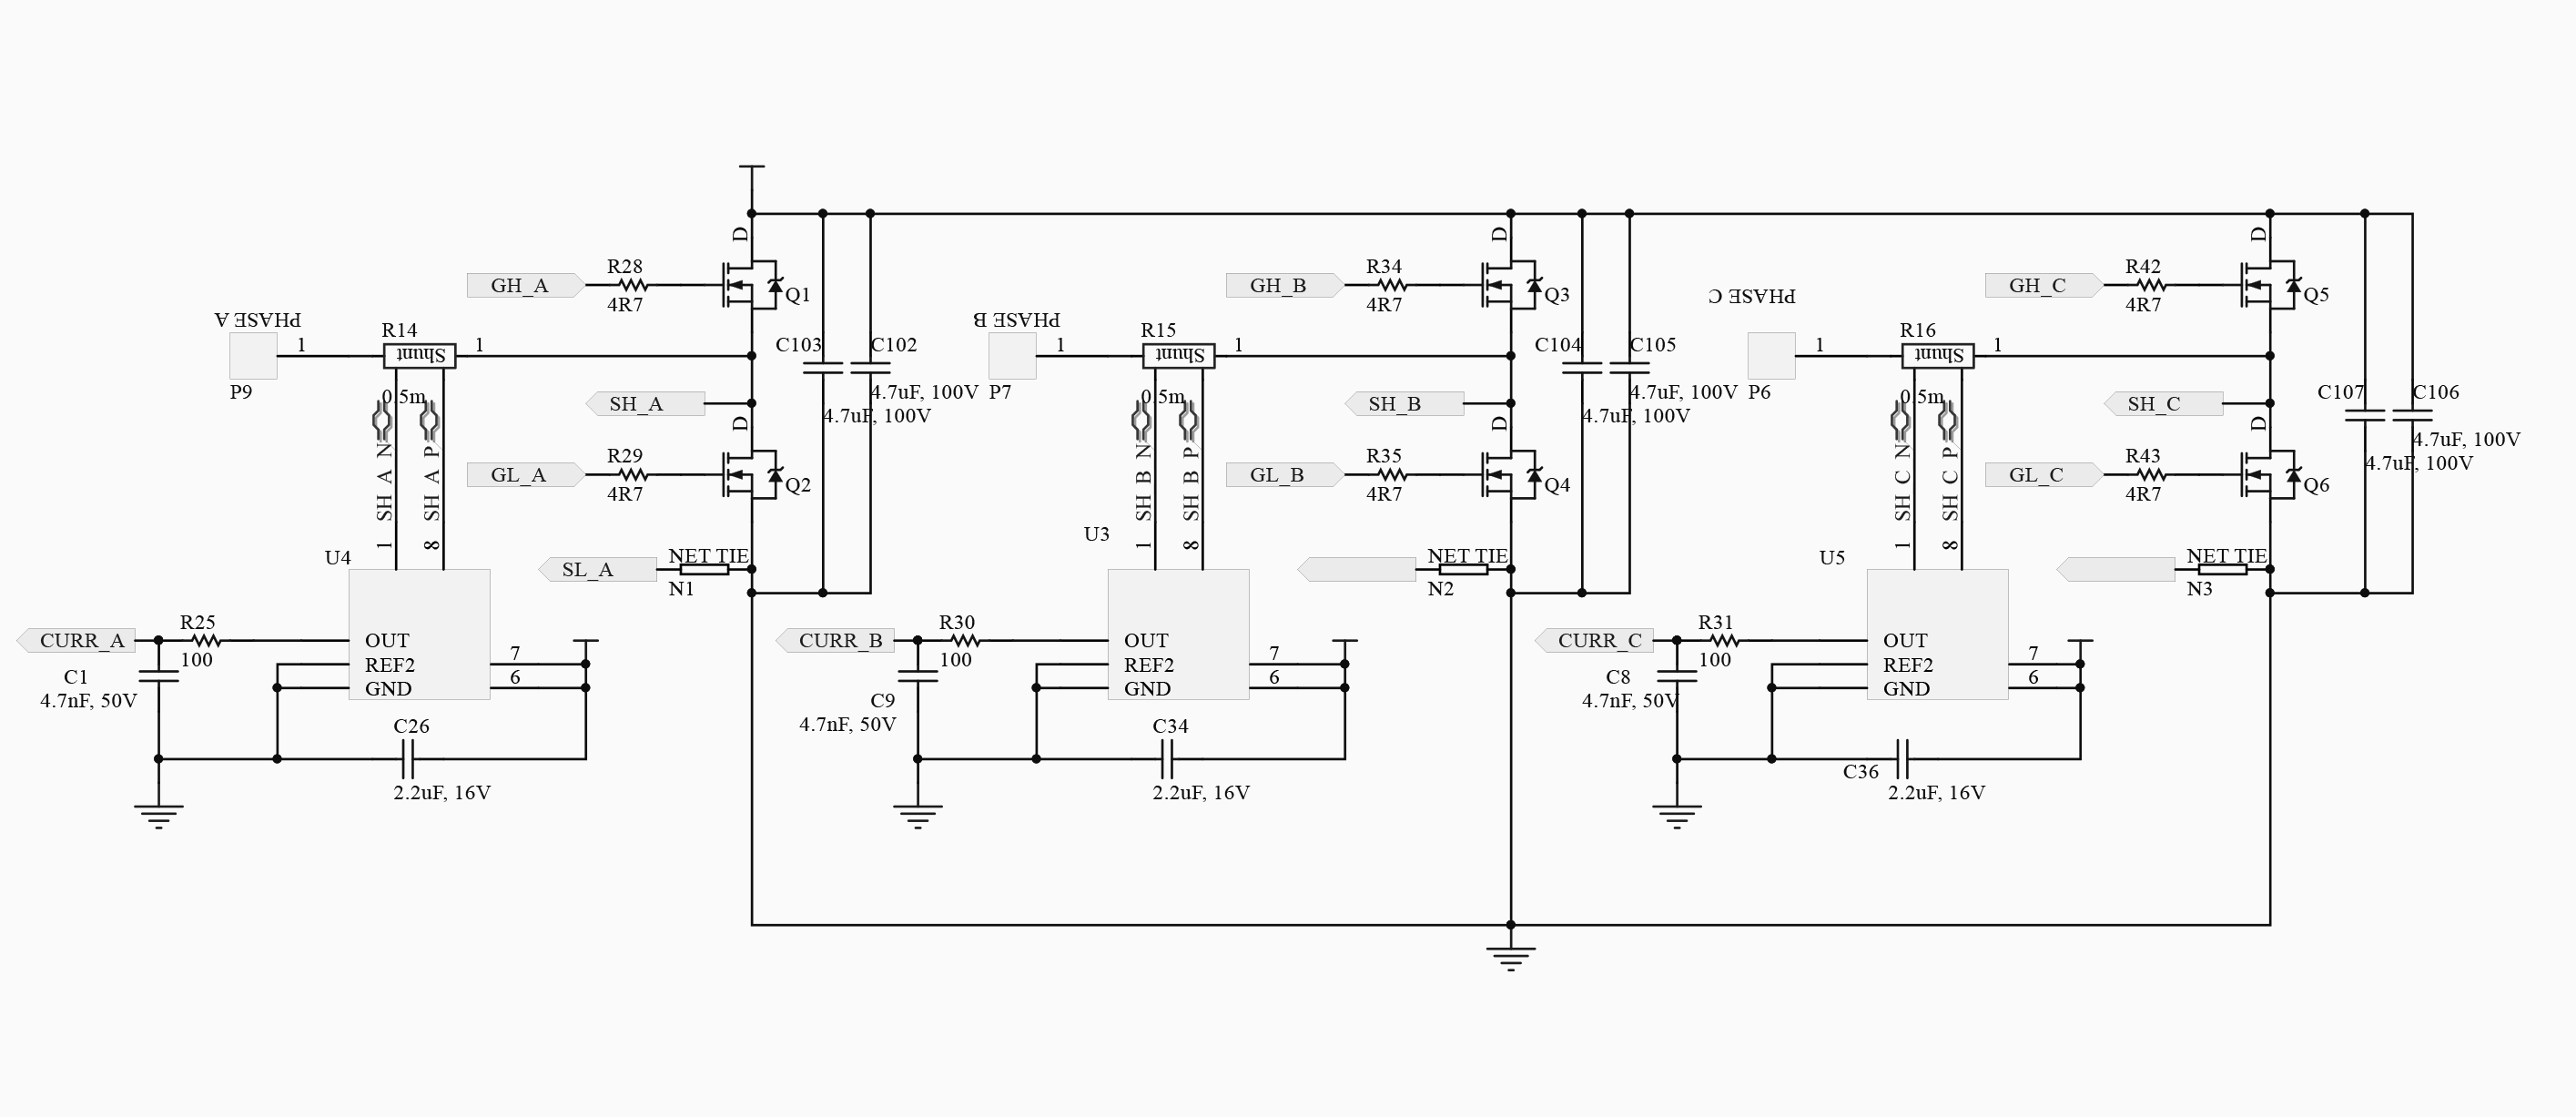 D
GH_A
R28
4R7
Q1
PHASE A
1
R14
Shunt
1
P9
0.5m
C103
C102
4.7uF, 100V
4.7uF, 100V
SH_A
D
GL_A
R29
4R7
Q2
SH A N
SH A P
1
8
U4
SL_A
NET TIE
N1
CURR_A
R25
100
C1
4.7nF, 50V
OUT
REF2
GND
7
6
C26
2.2uF, 16V
D
GH_B
R34
4R7
Q3
PHASE B
1
R15
Shunt
1
P7
0.5m
C104
C105
4.7uF, 100V
4.7uF, 100V
SH_B
D
GL_B
R35
4R7
Q4
SH B N
SH B P
1
8
U3
NET TIE
N2
CURR_B
R30
100
C9
4.7nF, 50V
OUT
REF2
GND
7
6
C34
2.2uF, 16V
D
GH_C
R42
4R7
Q5
PHASE C
1
R16
Shunt
1
P6
0.5m
C107
C106
4.7uF, 100V
4.7uF, 100V
SH_C
D
GL_C
R43
4R7
Q6
SH C N
SH C P
1
8
U5
NET TIE
N3
CURR_C
R31
100
C8
4.7nF, 50V
OUT
REF2
GND
7
6
C36
2.2uF, 16V